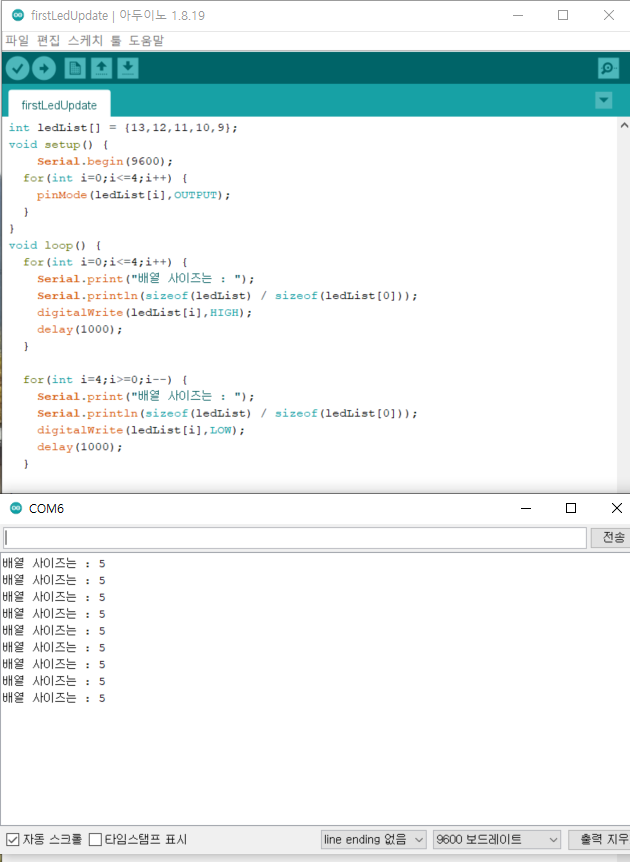 firstLedUpdate | 아두이노 1.8.19
파일 편집 스케치 툴 도움말
firstLedUpdate
int ledList[] = {13,12,11,10,9};
void setup() {
Serial.begin(9600);
for(int i=0;i<=4;i++) {
pinMode(ledList[i],OUTPUT);
}
}
void loop() {
for(int i=0;i<=4;i++) {
Serial.print("배열 사이즈는 : ");
Serial.println(sizeof(ledList) / sizeof(ledList[0]));
digitalWrite(ledList[i],HIGH);
delay(1000);
}
for(int i=4;i>=0;i--) {
Serial.print("배열 사이즈는 : ");
Serial.println(sizeof(ledList) / sizeof(ledList[0]));
digitalWrite(ledList[i],LOW);
delay(1000);
}
COM6
전송
배열 사이즈는 : 5
배열 사이즈는 : 5
배열 사이즈는 : 5
배열 사이즈는 : 5
배열 사이즈는 : 5
배열 사이즈는 : 5
배열 사이즈는 : 5
배열 사이즈는 : 5
배열 사이즈는 : 5
자동 스크롤 타임스탬프 표시 line ending 없음 9600 보드레이트 출력 지우